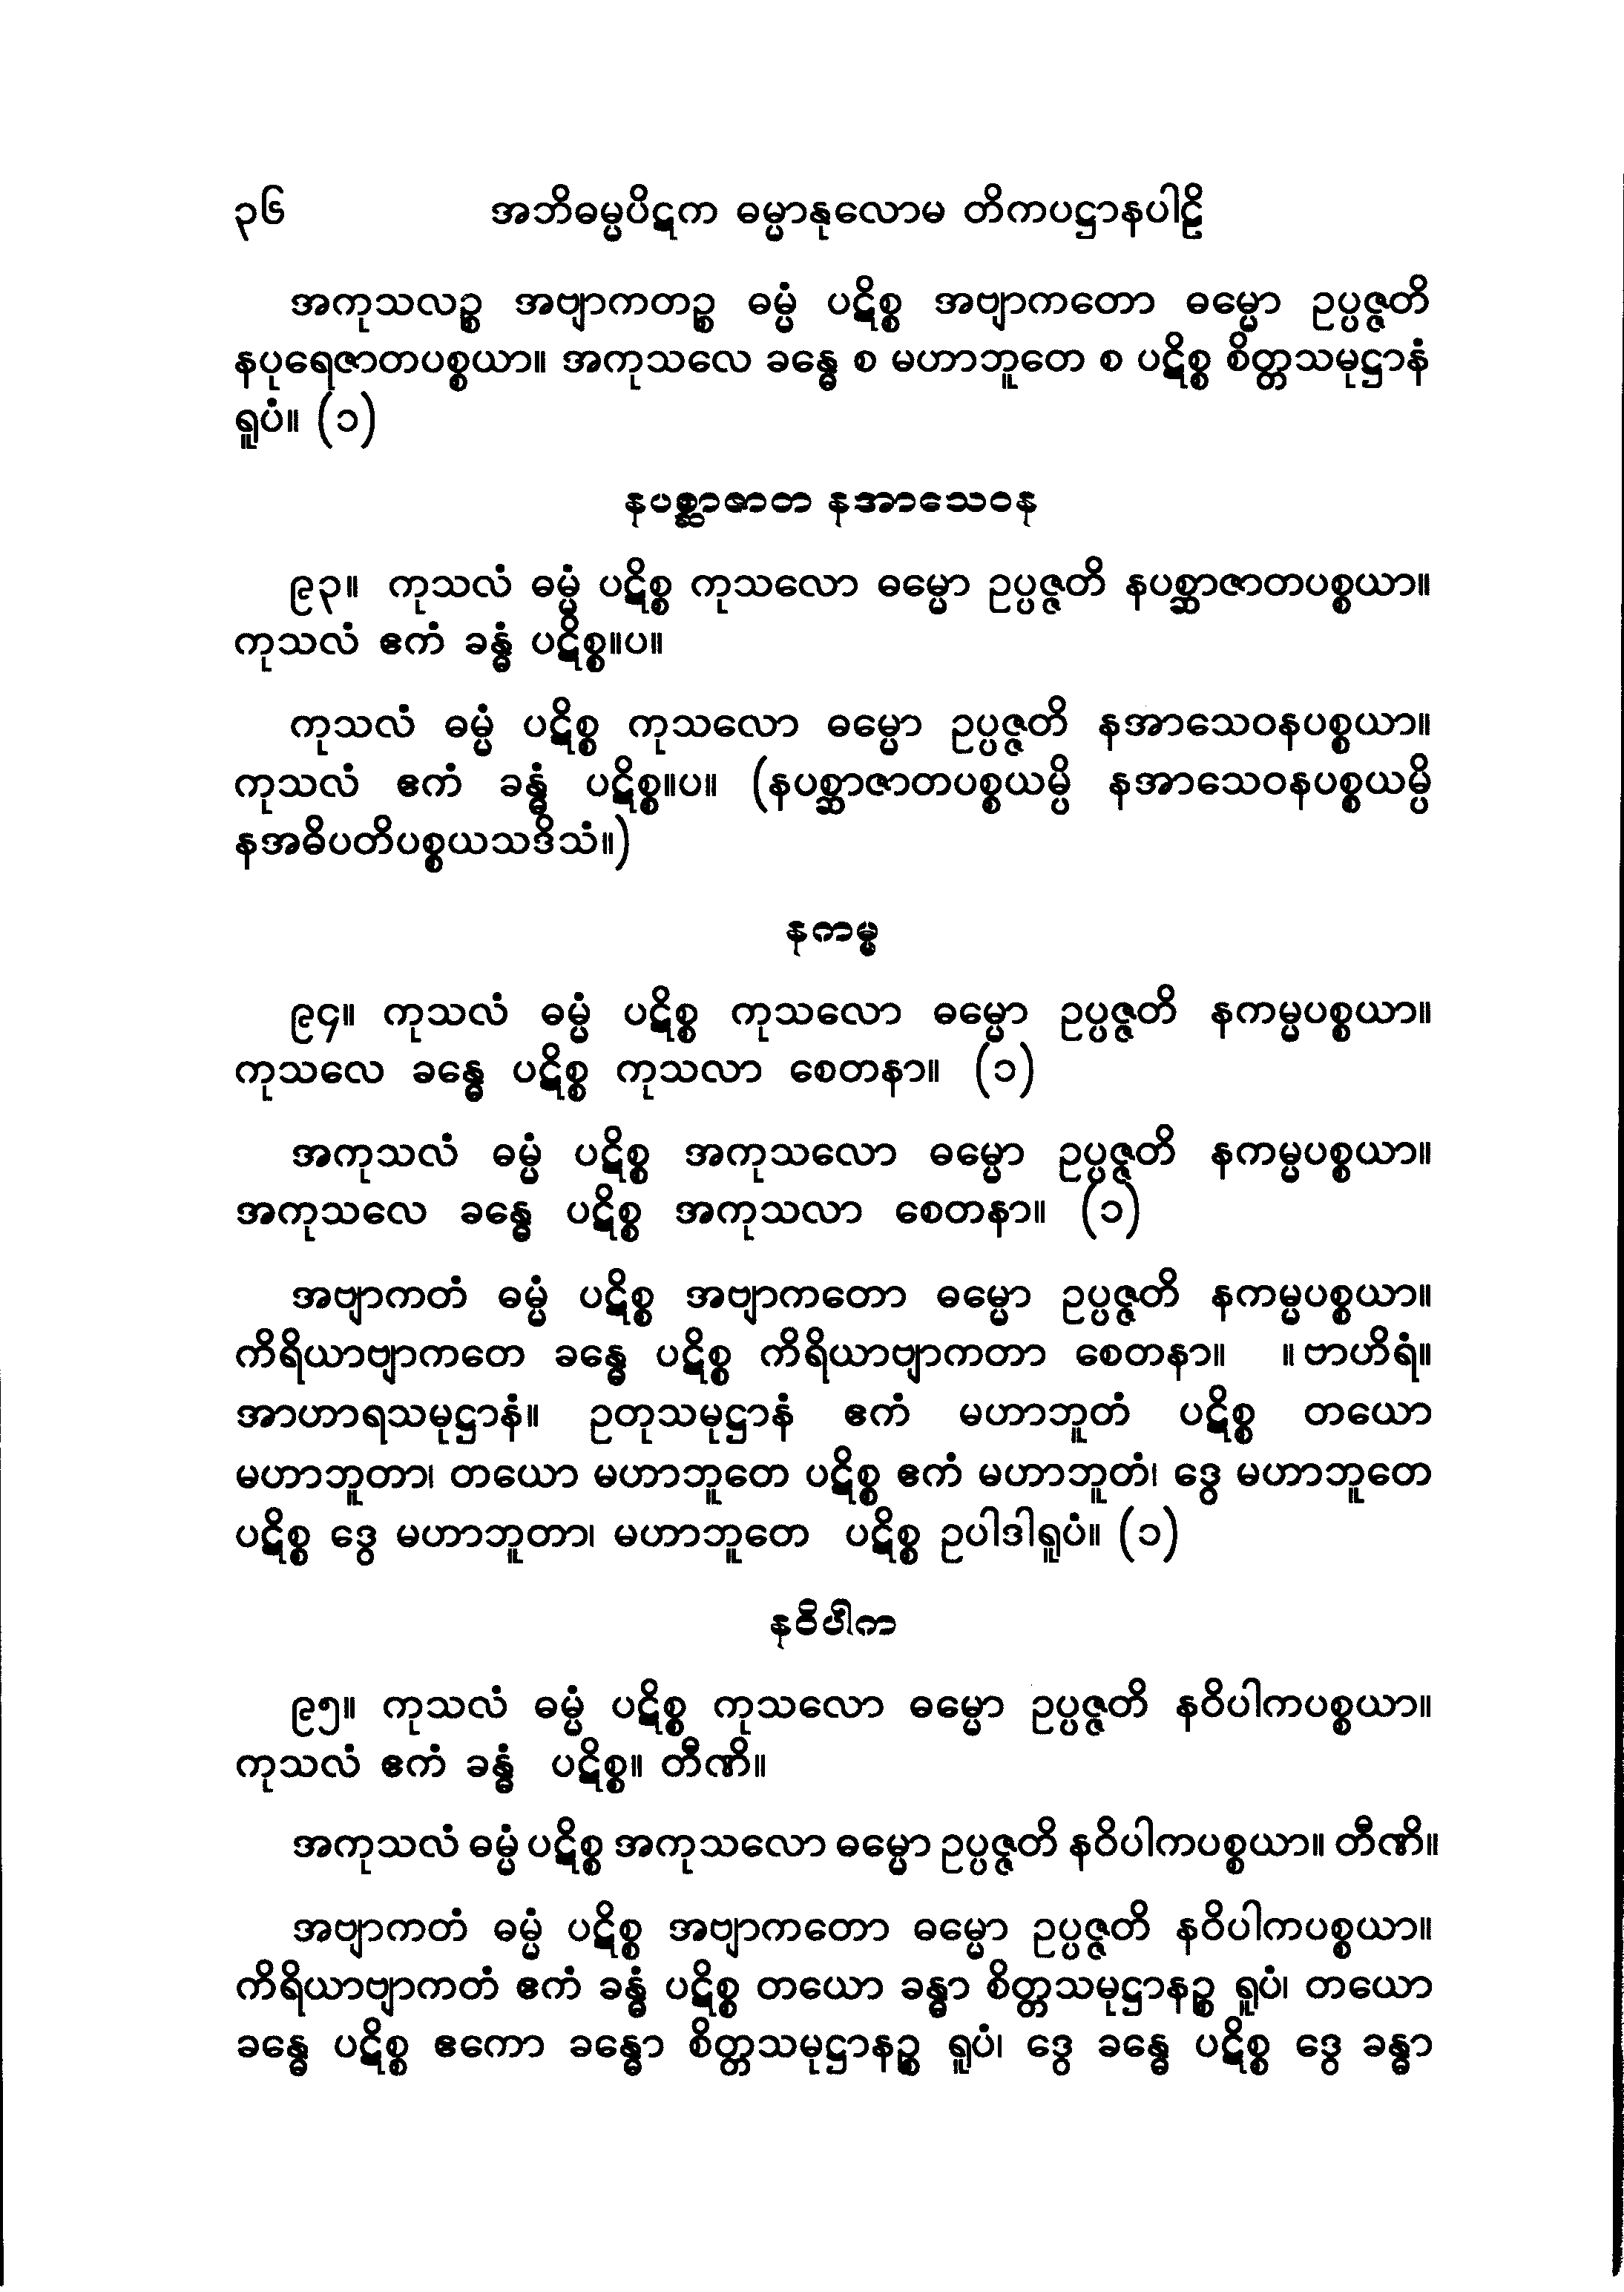 ၃၆ အဘိဓမ္မပိဋက ဓမ္မာနုလောမ တိကပဋ္ဌာနပါဠိ
အကုသလဉ္စ အဗျာကတဉ္စ ဓမ္မံ ပဋိစ္စ အဗျာကတော ဓမ္မော ဥပ္ပဇ္ဇတိ
နပုရေဇာတပစ္စယာ။ အကုသလေ ခန္ဓေ စ မဟာဘူတေ စ ပဋိစ္စ စိတ္တသမုဋ္ဌာနံ
ရူပံ။ (၁)
နပစ္ဆာဇာတ နအာသေဝန
၉၃။ ကုသလံ ဓမ္မံ ပဋိစ္စ ကုသလော ဓမ္မော ဥပ္ပဇ္ဇတိ နပစ္ဆာဇာတပစ္စယာ။
ကုသလံ ဧကံ ခန္ဓံ ပဋိစ္စ။ပ။
ကုသလံ ဓမ္မံ ပဋိစ္စ ကုသလော ဓမ္မော ဥပ္ပဇ္ဇတိ နအာသေဝနပစ္စယာ။
ကုသလံ ဧကံ ခန္ဓံ ပဋိစ္စ။ပ။ (နပစ္ဆာဇာတပစ္စယမ္ပိ နအာသေဝနပစ္စယမ္ပိ
နအဓိပတိပစ္စယသဒိသံ။)
နကမ္မ
၉၄။ ကုသလံ ဓမ္မံ ပဋိစ္စ ကုသလော ဓမ္မော ဥပ္ပဇ္ဇတိ နကမ္မပစ္စယာ။
ကုသလေ ခန္ဓေ ပဋိစ္စ ကုသလာ စေတနာ။ (၁)
အကုသလံ ဓမ္မံ ပဋိစ္စ အကုသလော ဓမ္မော ဥပ္ပဇ္ဇတိ နကမ္မပစ္စယာ။
အကုသလေ ခန္ဓေ ပဋိစ္စ အကုသလာ စေတနာ။ (၁)
အဗျာကတံ ဓမ္မံ ပဋိစ္စ အဗျာကတော ဓမ္မော ဥပ္ပဇ္ဇတိ နကမ္မပစ္စယာ။
ကိရိယာဗျာကတေ ခန္ဓေ ပဋိစ္စ ကိရိယာဗျာကတာ စေတနာ။ ။ ဗာဟိရံ။
အာဟာရသမုဋ္ဌာနံ။ ဥတုသမုဋ္ဌာနံ ဧကံ မဟာဘူတံ ပဋိစ္စ တယော
မဟာဘူတာ၊ တယော မဟာဘူတေ ပဋိစ္စ ဧကံ မဟာဘူတံ၊ ဒွေ မဟာဘူတေ
ပဋိစ္စ ဒွေ မဟာဘူတာ၊ မဟာဘူတေ ပဋိစ္စ ဥပါဒါရူပံ။ (၁)
နဝိပါက
၉၅။ ကုသလံ ဓမ္မံ ပဋိစ္စ ကုသလော ဓမ္မော ဥပ္ပဇ္ဇတိ နဝိပါကပစ္စယာ။
ကုသလံ ဧကံ ခန္ဓံ ပဋိစ္စ။ တီဏိ။
အကုသလံ ဓမ္မံ ပဋိစ္စ အကုသလော ဓမ္မော ဥပ္ပဇ္ဇတိ နဝိပါကပစ္စယာ။ တီဏိ။
အဗျာကတံ ဓမ္မံ ပဋိစ္စ အဗျာကတော ဓမ္မော ဥပ္ပဇ္ဇတိ နဝိပါကပစ္စယာ။
ကိရိယာဗျာကတံ ဧကံ ခန္ဓံ ပဋိစ္စ တယော ခန္ဓာ စိတ္တသမုဋ္ဌာနဉ္စ ရူပံ၊ တယော
ခန္ဓေ ပဋိစ္စ ဧကော ခန္ဓော စိတ္တသမုဋ္ဌာနဉ္စ ရူပံ၊ ဒွေ ခန္ဓေ ပဋိစ္စ ဒွေ ခန္ဓာ